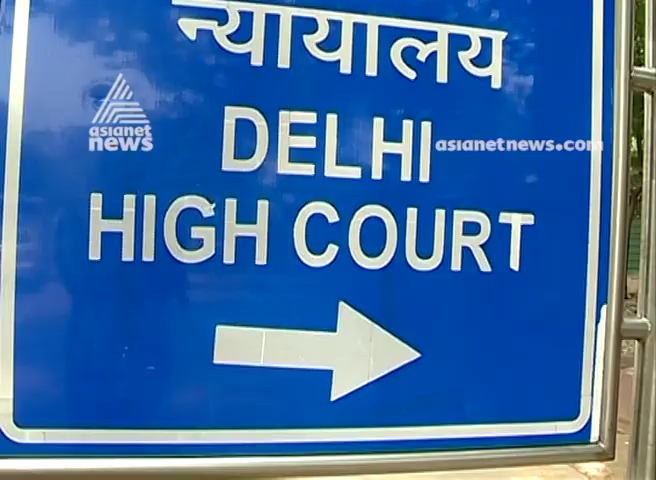 न्यायालय
DELHI
HIGH COURT
asianet
news
asianetnews.com